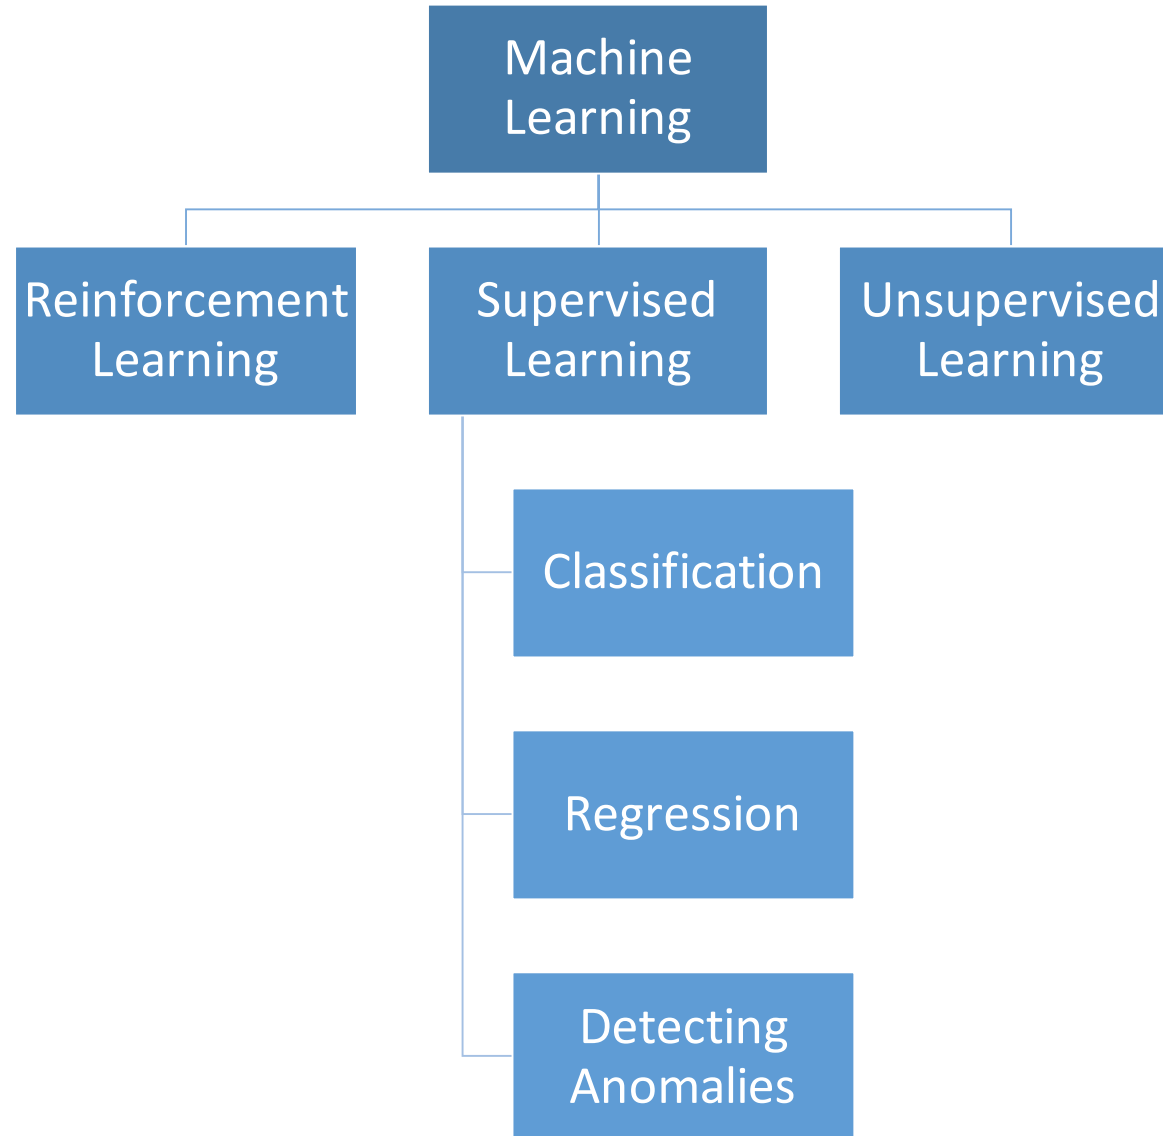 Machine
Learning
Reinforcement
Learning
Supervised
Learning
Unsupervised
Learning
Classification
Regression
Detecting
Anomalies